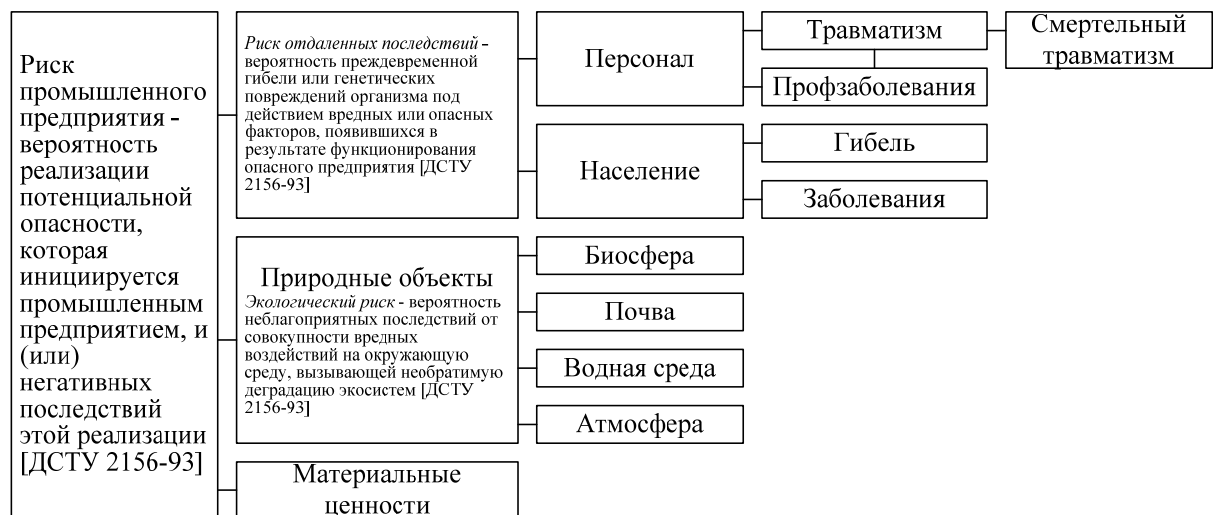 Риск
промышленного
предприятия -
вероятность
реализации
потенциальной
опасности,
которая
инициируется
промышленным
предприятием, и
(или)
негативных
последствий
этой реализации
[ДСТУ 2156-93]
Риск отдаленных последствий -
вероятность преждевременной
гибели или генетических
повреждений организма под
действием вредных или опасных
факторов, появившихся в
результате функционирования
опасного предприятия [ДСТУ
2156-93]
Персонал
Травматизм
Смертельный
травматизм
Профзаболевания
Население
Гибель
Заболевания
Природные объекты
Экологический риск - вероятность
неблагоприятных последствий от
совокупности вредных
воздействий на окружающую
среду, вызывающей необратимую
деградацию экосистем [ДСТУ
2156-93]
Биосфера
Почва
Водная среда
Атмосфера
Материальные
ценности